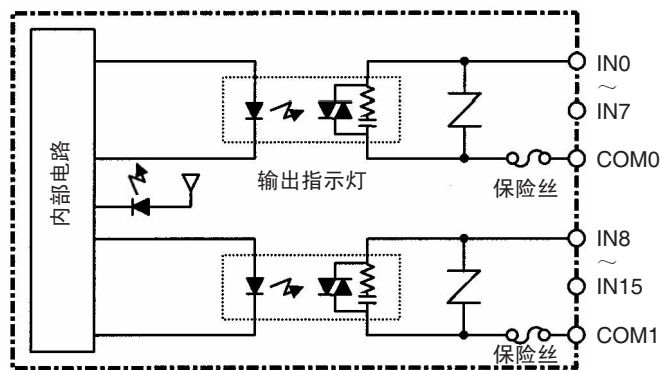 内部电路
IN0
~
IN7
COM0
保险丝
输出指示灯
IN8
~
IN15
COM1
保险丝